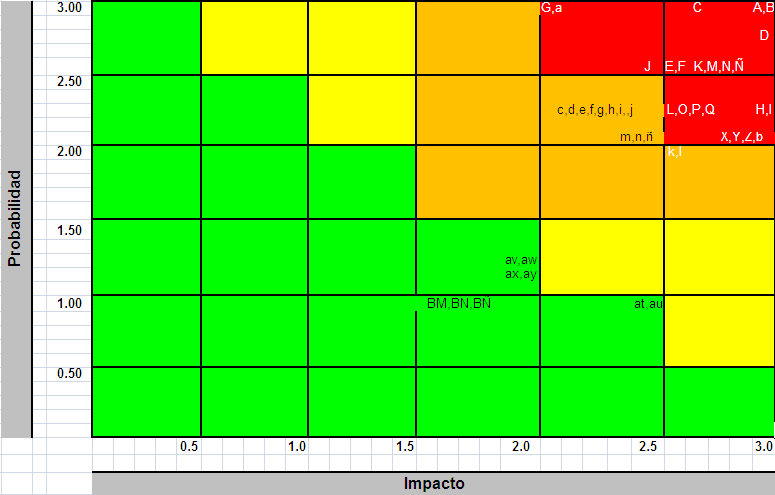 3.00
G,a
C
A,B
D
J
E,F
K,M,N,Ñ
2.50
c,d,e,f,g,h,i,,j
L,O,P,Q
H,I
m,n,ñ
X,Y,Z,b
2.00
k,l
Probabilidad
1.50
av,aw
ax,ay
1.00
BM,BN,BÑ
at,au
0.50
0.5
1.0
1.5
2.0
2.5
3.0
Impacto